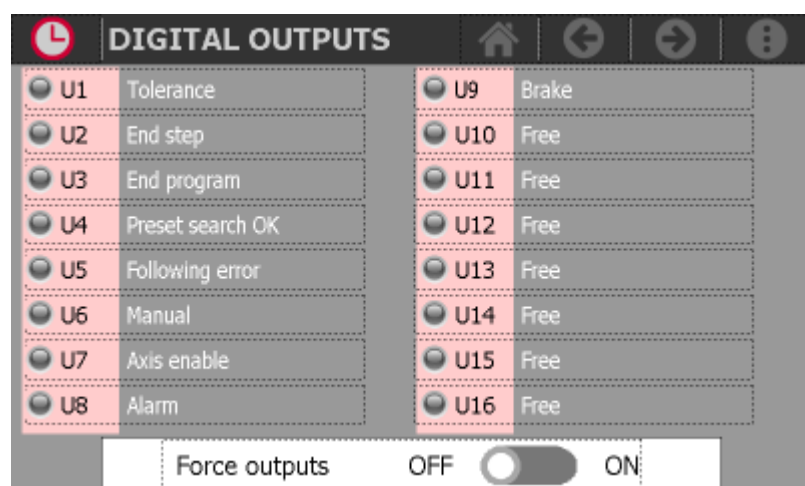 DIGITAL OUTPUTS
U1 Tolerance
U2 End step
U3 End program
U4 Preset search OK
U5 Following error
U6 Manual
U7 Axis enable
U8 Alarm
U9 Brake
U10 Free
U11 Free
U12 Free
U13 Free
U14 Free
U15 Free
U16 Free
Force outputs OFF ON